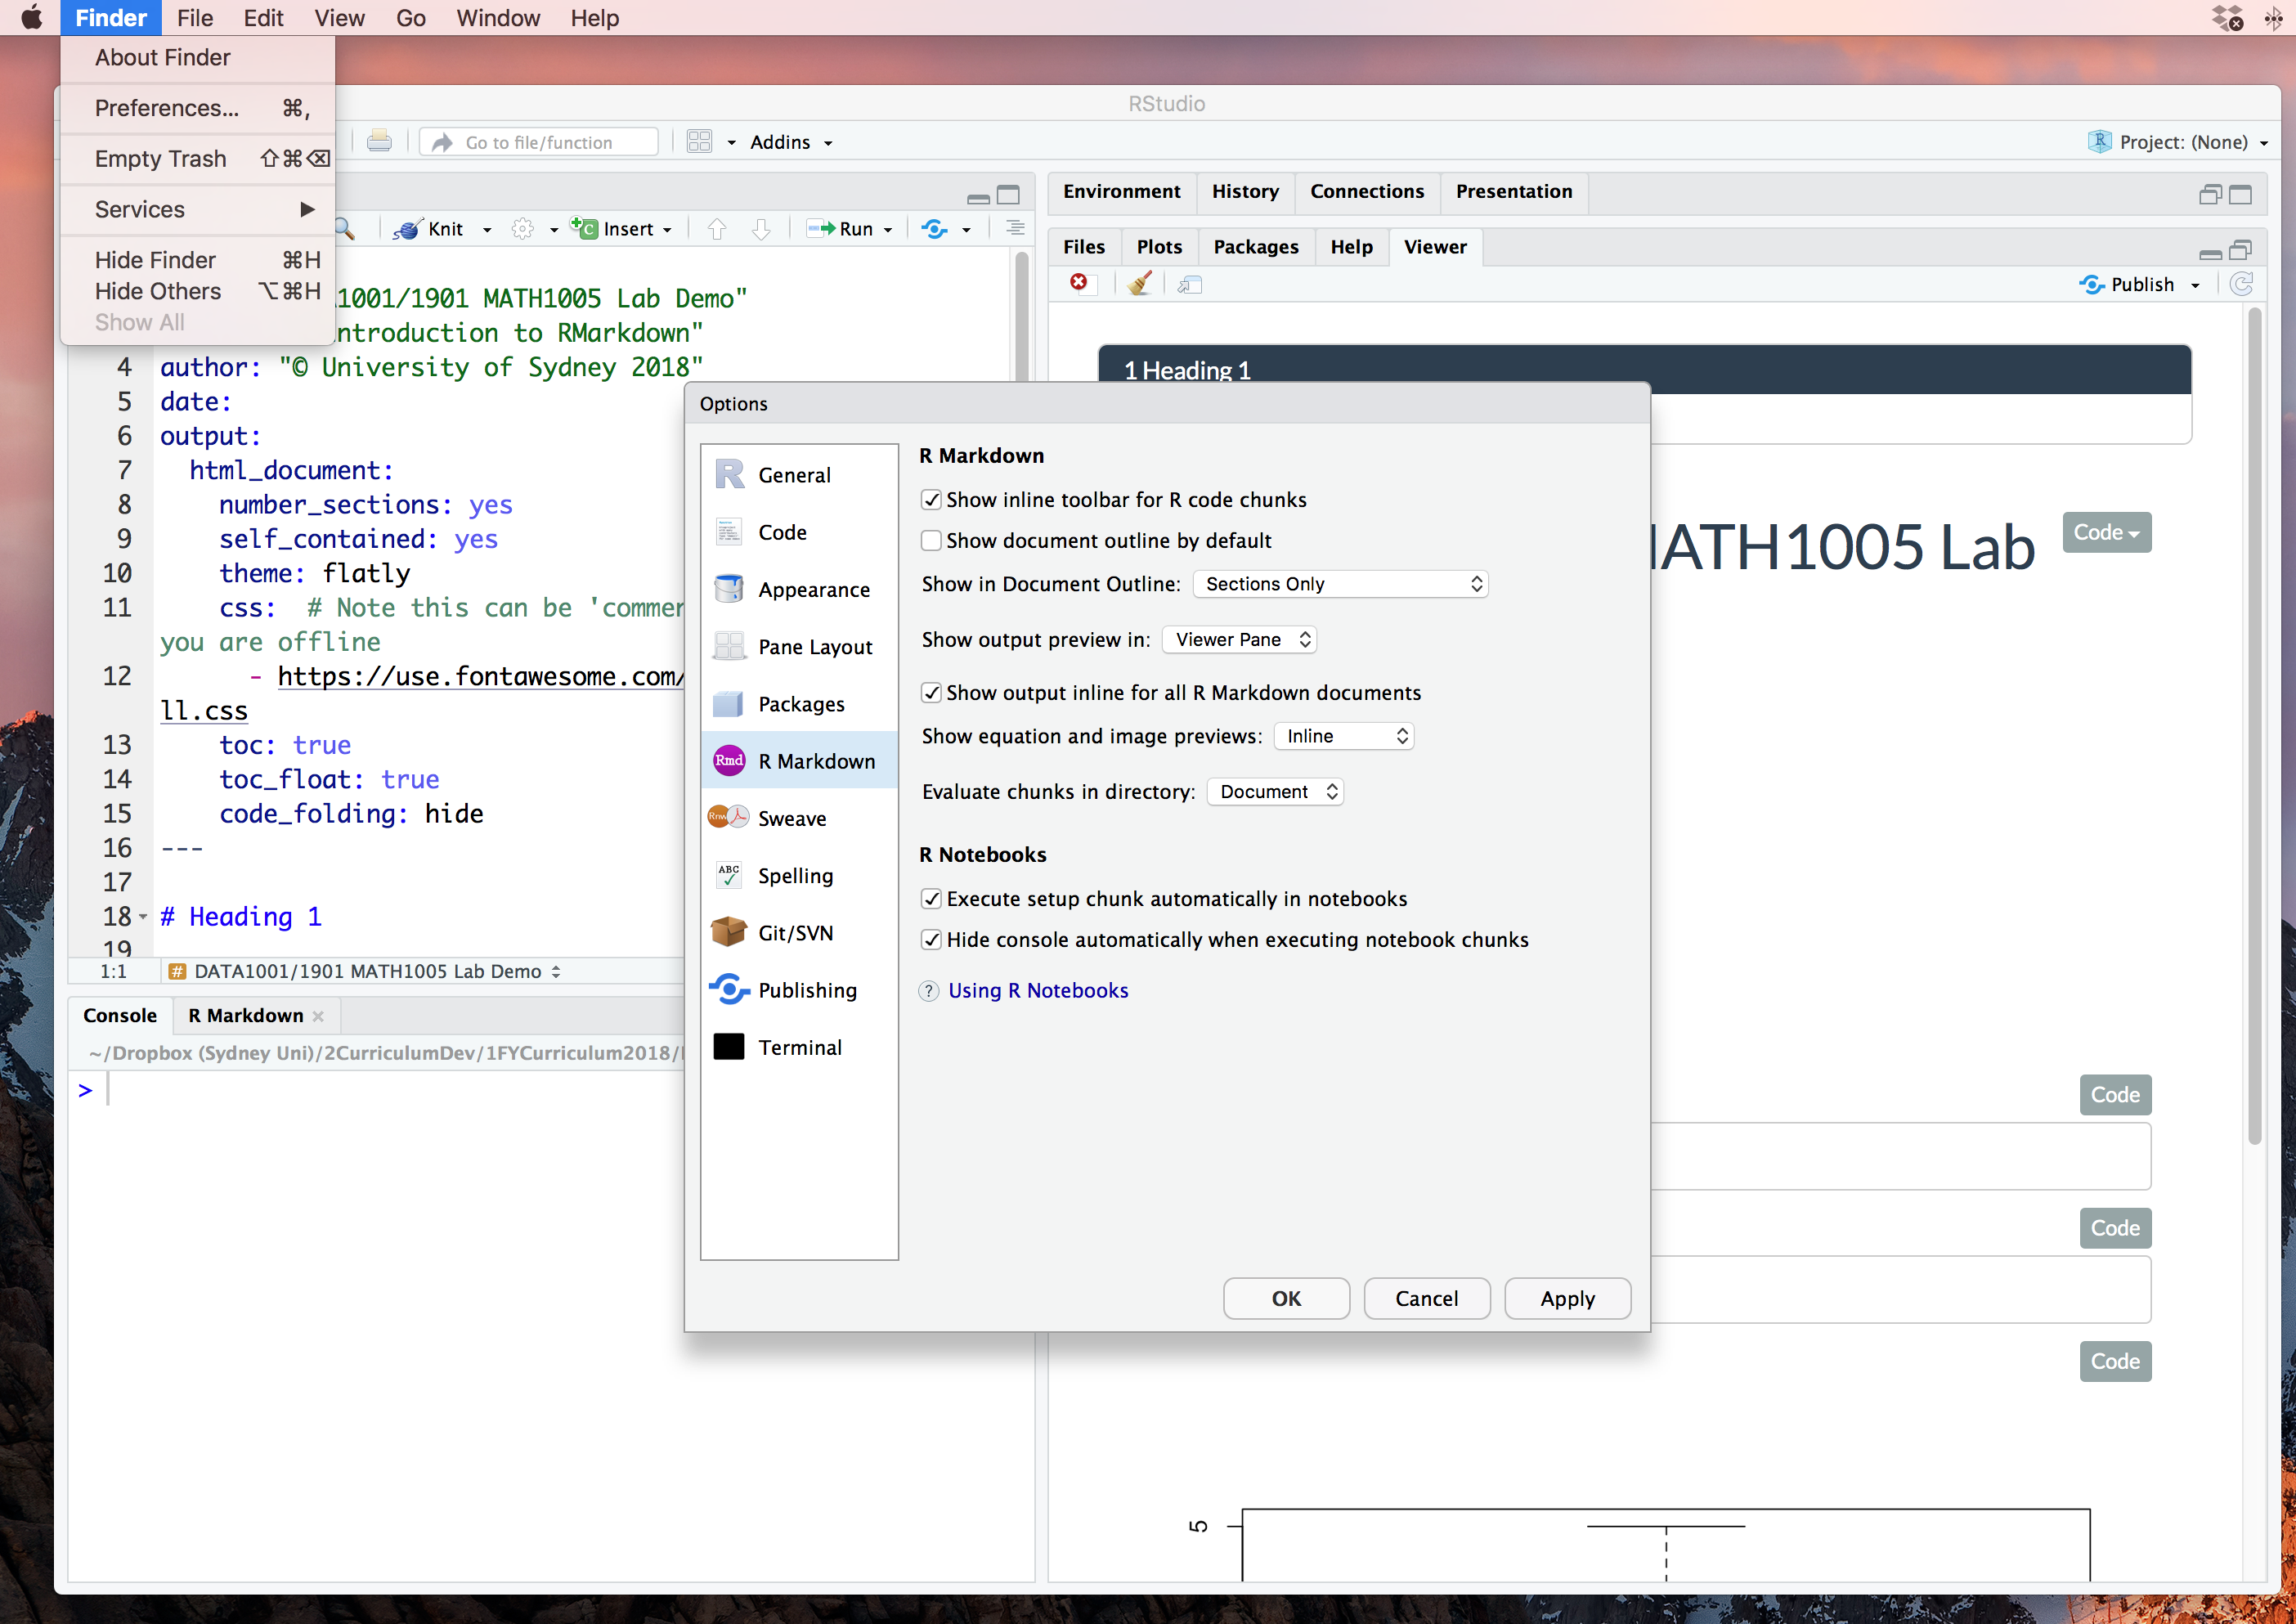 Finder File Edit View Go Window Help
About Finder
Preferences... ⌘,
Empty Trash ⇧⌘⌫
Services ▶
Hide Finder ⌘H
Hide Others ⌥⌘H
Show All
RStudio
Go to file/function
Addins
Project: (None)
Knit
Insert
Run
1001/1901 MATH1005 Lab Demo"
ntroduction to RMarkdown"
4 author: "© University of Sydney 2018"
5 date:
6 output:
7 html_document:
8 number_sections: yes
9 self_contained: yes
10 theme: flatly
11 css: # Note this can be 'commen
you are offline
12 - https://use.fontawesome.com/
ll.css
13 toc: true
14 toc_float: true
15 code_folding: hide
16 ---
17
18 # Heading 1
19
1:1 # DATA1001/1901 MATH1005 Lab Demo
Console R Markdown
~/Dropbox (Sydney Uni)/2CurriculumDev/1FYCurriculum2018/
>
Environment History Connections Presentation
Files Plots Packages Help Viewer
Publish
1 Heading 1
MATH1005 Lab
Code
Code
Code
Code
5
Options
R General
Code
Appearance
Pane Layout
Packages
Rmd R Markdown
Rnw Sweave
ABC Spelling
Git/SVN
Publishing
Terminal
R Markdown
Show inline toolbar for R code chunks
Show document outline by default
Show in Document Outline: Sections Only
Show output preview in: Viewer Pane
Show output inline for all R Markdown documents
Show equation and image previews: Inline
Evaluate chunks in directory: Document
R Notebooks
Execute setup chunk automatically in notebooks
Hide console automatically when executing notebook chunks
? Using R Notebooks
OK Cancel Apply